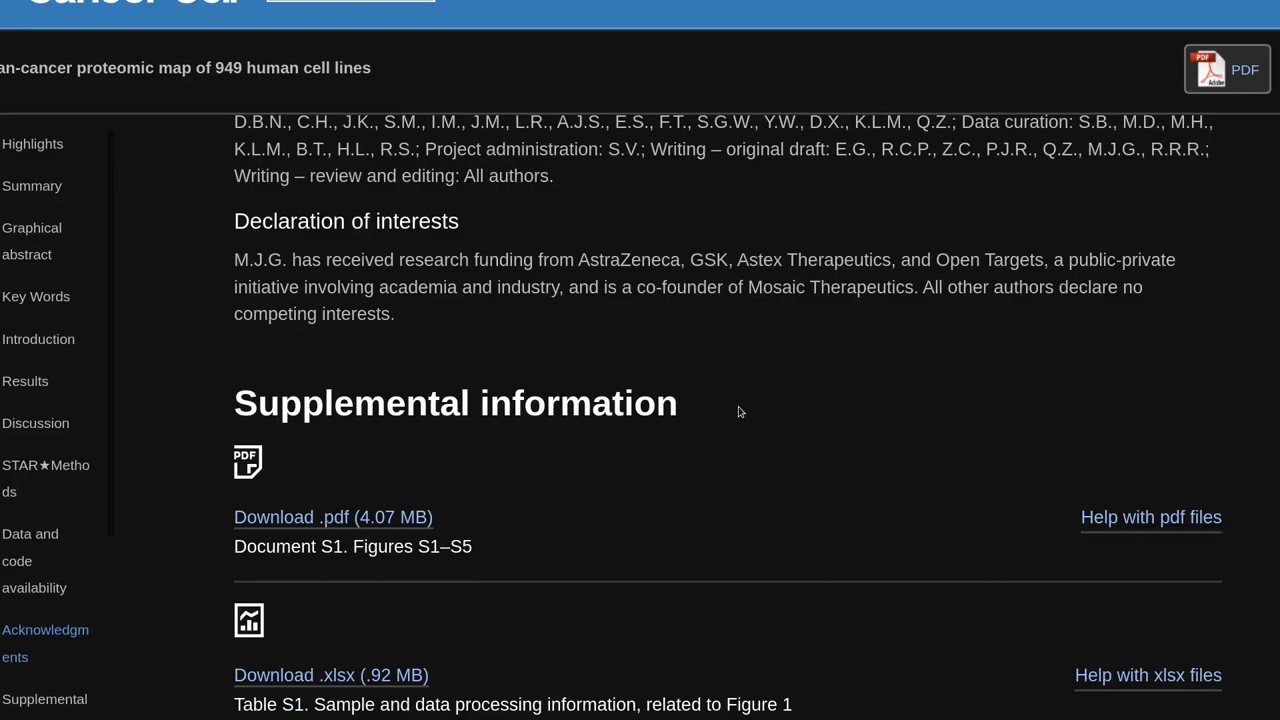 Cancer Cell
an-cancer proteomic map of 949 human cell lines
PDF
PDF
Adobe
Highlights
Summary
Graphical
abstract
Key Words
Introduction
Results
Discussion
STAR★Metho
ds
Data and
code
availability
Acknowledgm
ents
Supplemental
D.B.N., C.H., J.K., S.M., I.M., J.M., L.R., A.J.S., E.S., F.T., S.G.W., Y.W., D.X., K.L.M., Q.Z.; Data curation: S.B., M.D., M.H.,
K.L.M., B.T., H.L., R.S.; Project administration: S.V.; Writing – original draft: E.G., R.C.P., Z.C., P.J.R., Q.Z., M.J.G., R.R.R.;
Writing – review and editing: All authors.
Declaration of interests
M.J.G. has received research funding from AstraZeneca, GSK, Astex Therapeutics, and Open Targets, a public-private
initiative involving academia and industry, and is a co-founder of Mosaic Therapeutics. All other authors declare no
competing interests.
Supplemental information
PDF
Download .pdf (4.07 MB)
Help with pdf files
Document S1. Figures S1–S5
Download .xlsx (.92 MB)
Help with xlsx files
Table S1. Sample and data processing information, related to Figure 1